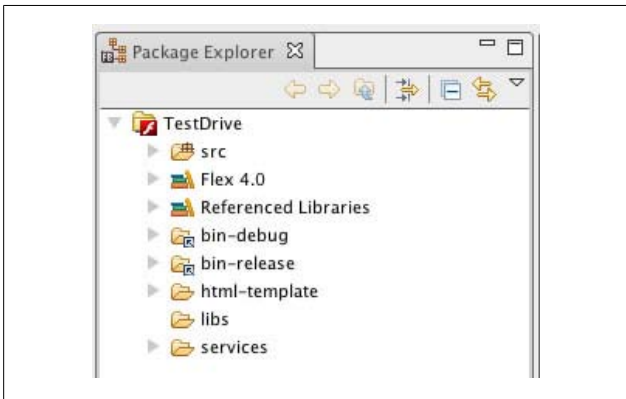 Package Explorer
TestDrive
src
Flex 4.0
Referenced Libraries
bin-debug
bin-release
html-template
libs
services